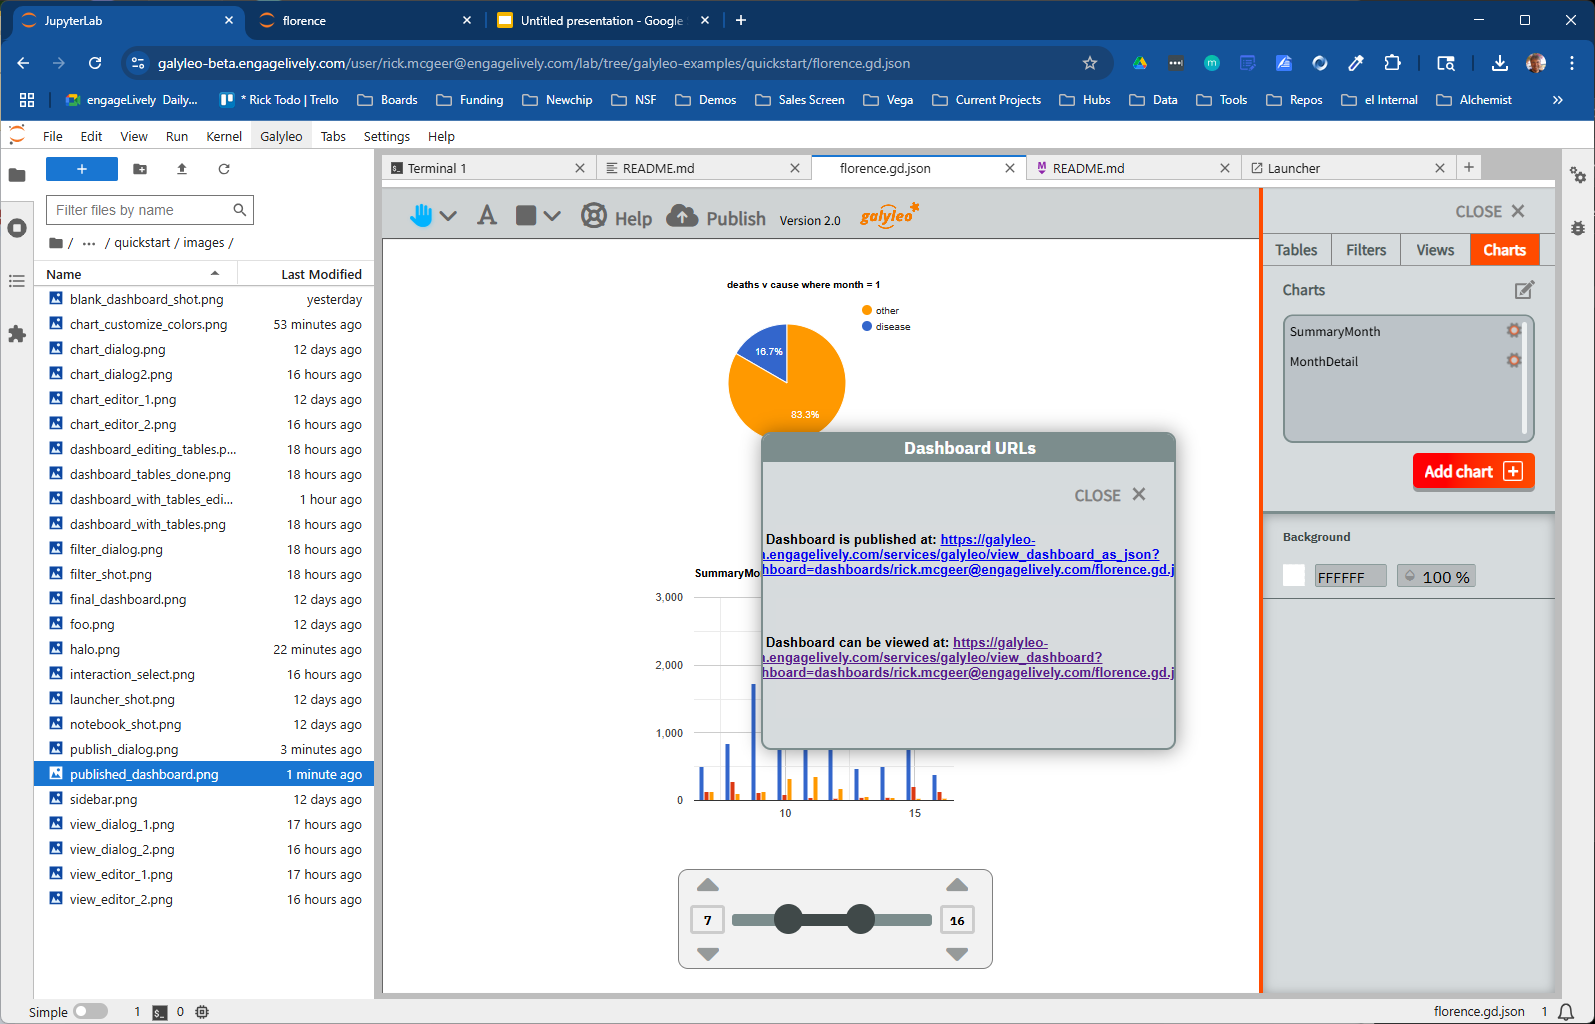 JupyterLab
florence
Untitled presentation - Google
galyleo-beta.engagelively.com/user/rick.mcgeer@engagelively.com/lab/tree/galyleo-examples/quickstart/florence.gd.json
engageLively Daily...
* Rick Todo | Trello
Boards
Funding
Newchip
NSF
Demos
Sales Screen
Vega
Current Projects
Hubs
Data
Tools
Repos
el Internal
Alchemist
File Edit View Run Kernel Galyleo Tabs Settings Help
Terminal 1
README.md
florence.gd.json
README.md
Launcher
Filter files by name
/ ... / quickstart / images /
Name Last Modified
blank_dashboard_shot.png yesterday
chart_customize_colors.png 53 minutes ago
chart_dialog.png 12 days ago
chart_dialog2.png 16 hours ago
chart_editor_1.png 12 days ago
chart_editor_2.png 16 hours ago
dashboard_editing_tables.p... 18 hours ago
dashboard_tables_done.png 18 hours ago
dashboard_with_tables_edi... 1 hour ago
dashboard_with_tables.png 18 hours ago
filter_dialog.png 18 hours ago
filter_shot.png 18 hours ago
final_dashboard.png 12 days ago
foo.png 12 days ago
halo.png 22 minutes ago
interaction_select.png 16 hours ago
launcher_shot.png 12 days ago
notebook_shot.png 12 days ago
publish_dialog.png 3 minutes ago
published_dashboard.png 1 minute ago
sidebar.png 12 days ago
view_dialog_1.png 17 hours ago
view_dialog_2.png 16 hours ago
view_editor_1.png 17 hours ago
view_editor_2.png 16 hours ago
A
Help
Publish
Version 2.0
galyleo
deaths v cause where month = 1
other
disease
16.7%
83.3%
Dashboard URLs
CLOSE
Dashboard is published at: https://galyleo-
a.engagelively.com/services/galyleo/view_dashboard_as_json?
hboard=dashboards/rick.mcgeer@engagelively.com/florence.gd.j
Dashboard can be viewed at: https://galyleo-
a.engagelively.com/services/galyleo/view_dashboard?
hboard=dashboards/rick.mcgeer@engagelively.com/florence.gd.j
SummaryMo
3,000
2,000
1,000
0
10
15
7
16
CLOSE
Tables Filters Views Charts
Charts
SummaryMonth
MonthDetail
Add chart
Background
FFFFFF
100 %
Simple
1
0
florence.gd.json
1